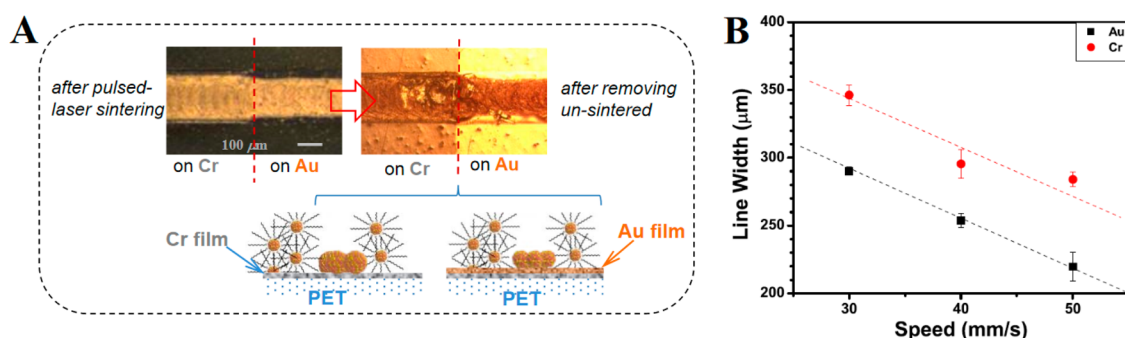 A
after pulsed-
laser sintering
100 μm
on Cr
on Au
after removing
un-sintered
on Cr
on Au
Cr film
Au film
PET
PET
B
Line Width (μm)
400
350
300
250
200
30
40
50
Speed (mm/s)
Au
Cr